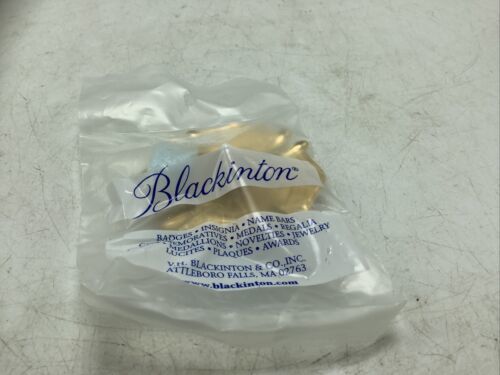 Blackinton®
BADGES • INSIGNIA • NAME BARS
COMMEMORATIVES • MEDALS • REGALIA
MEDALLIONS • NOVELTIES • JEWELRY
LUCITES • PLAQUES • AWARDS
V.H. BLACKINTON & CO., INC.
ATTLEBORO FALLS, MA 02763
www.blackinton.com